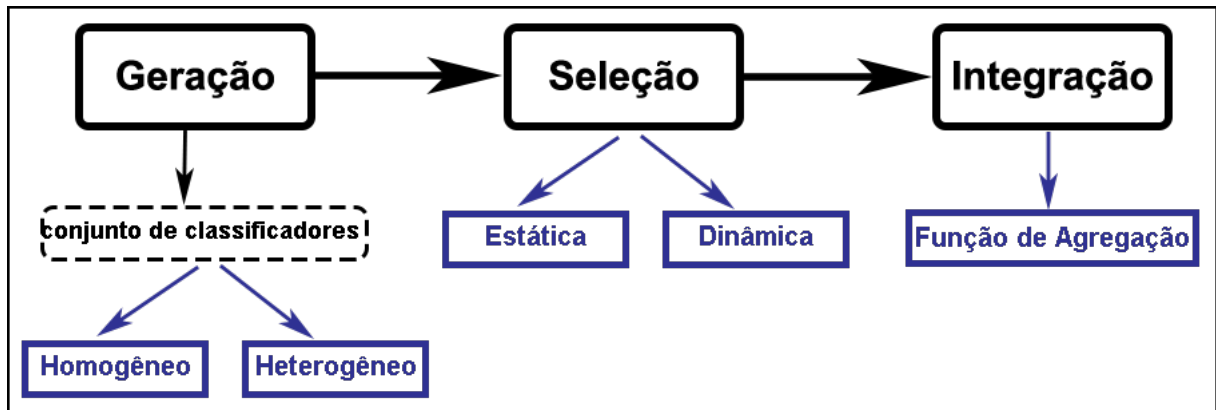 Geração
Seleção
Integração
conjunto de classificadores
Estática
Dinâmica
Função de Agregação
Homogêneo
Heterogêneo